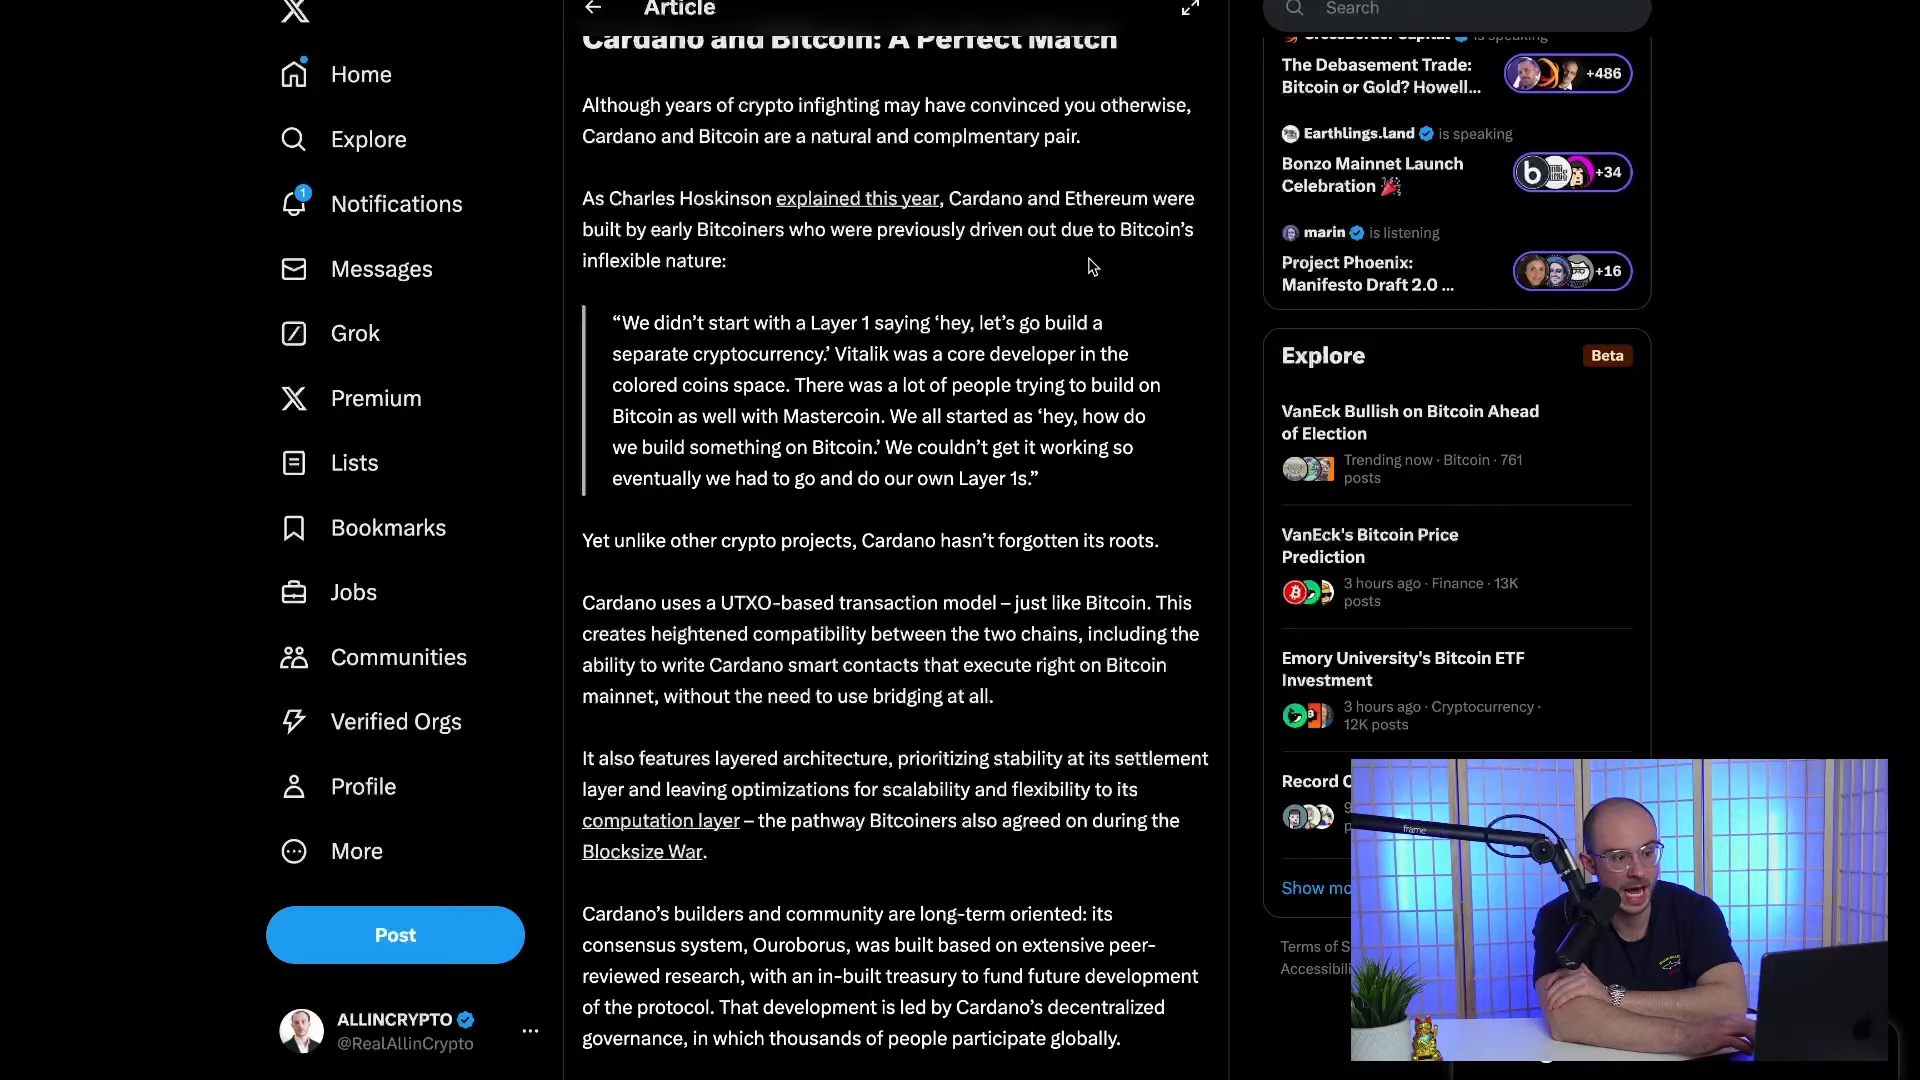 Home
Explore
1
Notifications
Messages
Grok
Premium
Lists
Bookmarks
Jobs
Communities
Verified Orgs
Profile
More
Post
ALLINCRYPTO
@RealAllinCrypto
Article
Cardano and Bitcoin: A Perfect Match
Although years of crypto infighting may have convinced you otherwise,
Cardano and Bitcoin are a natural and complmentary pair.
As Charles Hoskinson explained this year, Cardano and Ethereum were
built by early Bitcoiners who were previously driven out due to Bitcoin’s
inflexible nature:
“We didn’t start with a Layer 1 saying ‘hey, let’s go build a
separate cryptocurrency.’ Vitalik was a core developer in the
colored coins space. There was a lot of people trying to build on
Bitcoin as well with Mastercoin. We all started as ‘hey, how do
we build something on Bitcoin.’ We couldn’t get it working so
eventually we had to go and do our own Layer 1s.”
Yet unlike other crypto projects, Cardano hasn’t forgotten its roots.
Cardano uses a UTXO-based transaction model – just like Bitcoin. This
creates heightened compatibility between the two chains, including the
ability to write Cardano smart contacts that execute right on Bitcoin
mainnet, without the need to use bridging at all.
It also features layered architecture, prioritizing stability at its settlement
layer and leaving optimizations for scalability and flexibility to its
computation layer – the pathway Bitcoiners also agreed on during the
Blocksize War.
Cardano’s builders and community are long-term oriented: its
consensus system, Ouroborus, was built based on extensive peer-
reviewed research, with an in-built treasury to fund future development
of the protocol. That development is led by Cardano’s decentralized
governance, in which thousands of people participate globally.
Search
CrossBorder Capital is speaking
The Debasement Trade:
Bitcoin or Gold? Howell...
+486
Earthlings.land is speaking
Bonzo Mainnet Launch
Celebration 🎉
+34
marin is listening
Project Phoenix:
Manifesto Draft 2.0 ...
+16
Explore
Beta
VanEck Bullish on Bitcoin Ahead
of Election
Trending now · Bitcoin · 761
posts
VanEck's Bitcoin Price
Prediction
3 hours ago · Finance · 13K
posts
Emory University's Bitcoin ETF
Investment
3 hours ago · Cryptocurrency ·
12K posts
Record
Show mo
Terms of S
Accessibili
frame